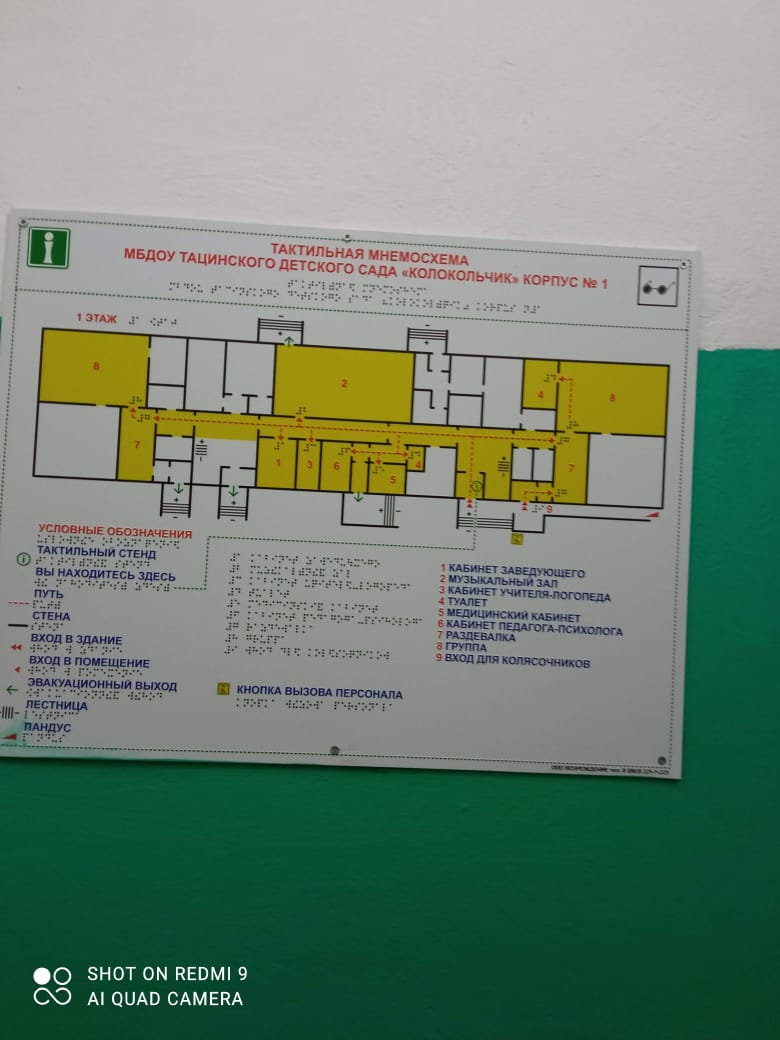 ТАКТИЛЬНАЯ МНЕМОСХЕМА
МБДОУ ТАЦИНСКОГО ДЕТСКОГО САДА «КОЛОКОЛЬЧИК» КОРПУС № 1
1 ЭТАЖ
8
2
4
8
7
1
3
6
5
4
7
9
УСЛОВНЫЕ ОБОЗНАЧЕНИЯ
ТАКТИЛЬНЫЙ СТЕНД
ВЫ НАХОДИТЕСЬ ЗДЕСЬ
ПУТЬ
СТЕНА
ВХОД В ЗДАНИЕ
ВХОД В ПОМЕЩЕНИЕ
ЭВАКУАЦИОННЫЙ ВЫХОД
ЛЕСТНИЦА
ПАНДУС
КНОПКА ВЫЗОВА ПЕРСОНАЛА
1 КАБИНЕТ ЗАВЕДУЮЩЕГО
2 МУЗЫКАЛЬНЫЙ ЗАЛ
3 КАБИНЕТ УЧИТЕЛЯ-ЛОГОПЕДА
4 ТУАЛЕТ
5 МЕДИЦИНСКИЙ КАБИНЕТ
6 КАБИНЕТ ПЕДАГОГА-ПСИХОЛОГА
7 РАЗДЕВАЛКА
8 ГРУППА
9 ВХОД ДЛЯ КОЛЯСОЧНИКОВ
SHOT ON REDMI 9
AI QUAD CAMERA